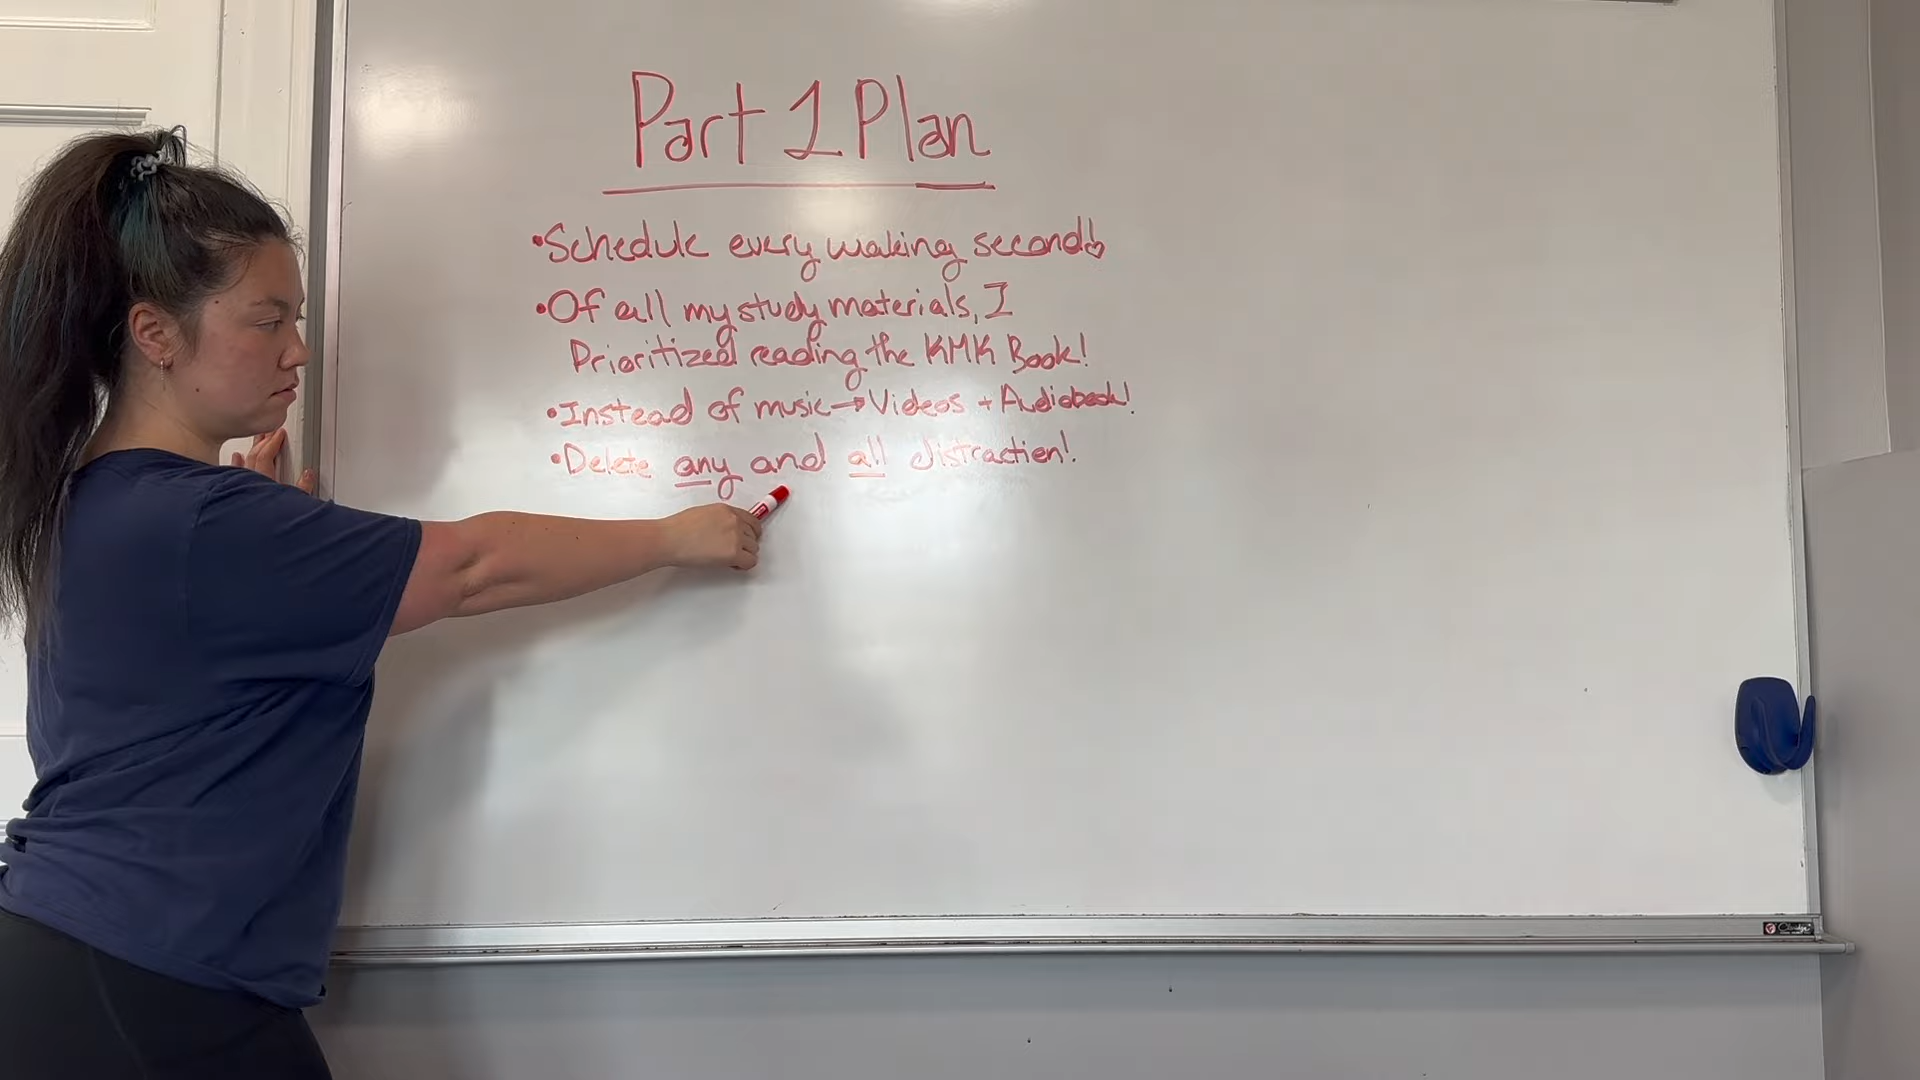 Part 1 Plan
•Schedule every waking second!
•Of all my study materials, I
Prioritized reading the KMK Book!
•Instead of music→Videos + Audiobook!
•Delete any and all distraction!